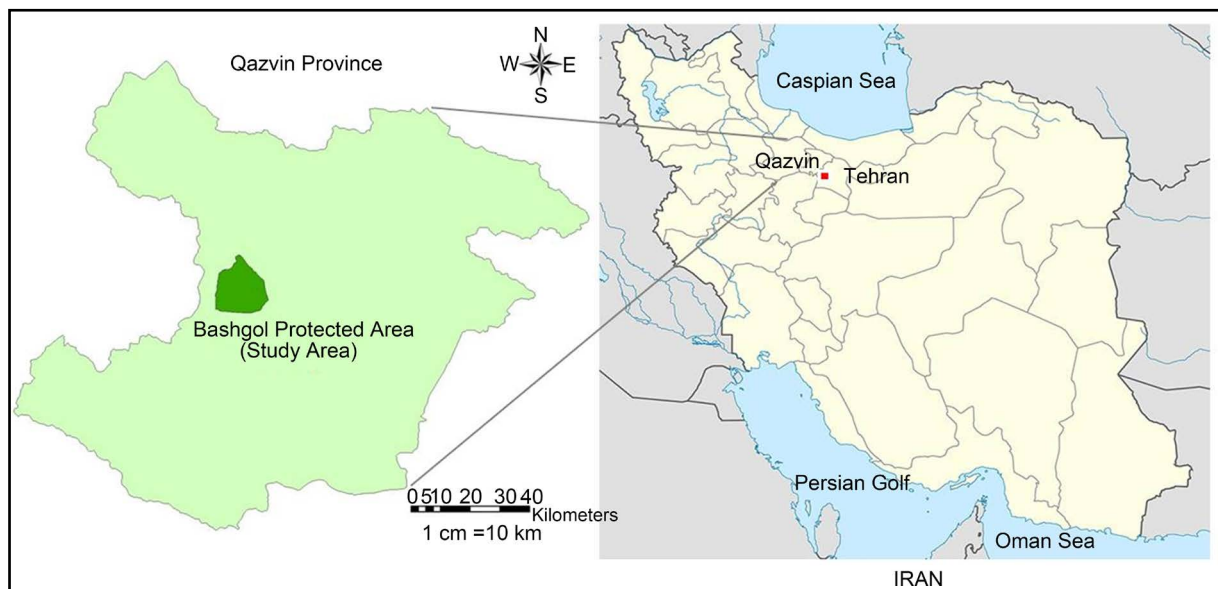 Qazvin Province
N
W E
S
Bashgol Protected Area
(Study Area)
0 5 10 20 30 40
Kilometers
1 cm =10 km
Caspian Sea
Qazvin
Tehran
Persian Golf
Oman Sea
IRAN